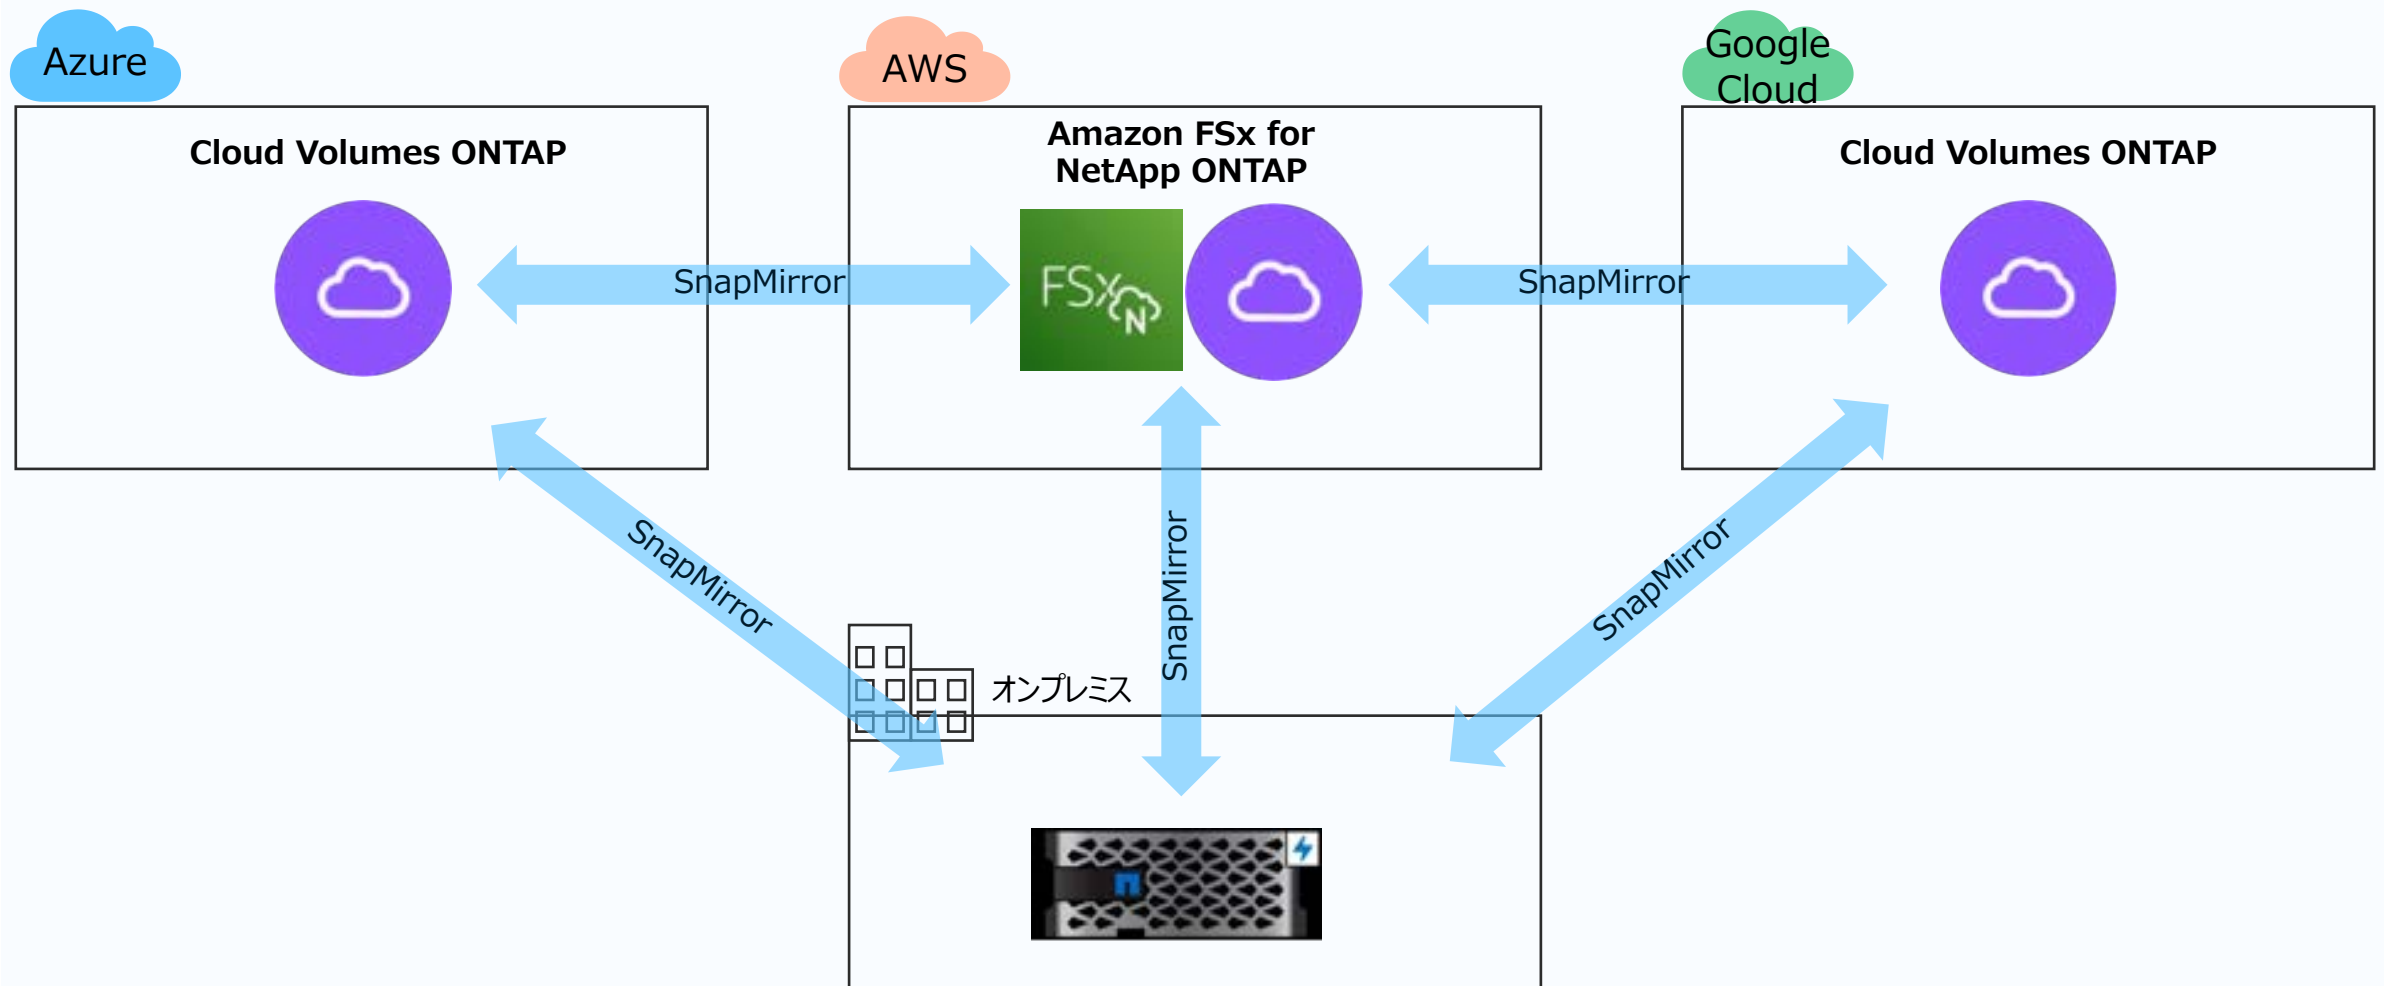 Azure
AWS
Google
Cloud
Cloud Volumes ONTAP
Amazon FSx for
NetApp ONTAP
Cloud Volumes ONTAP
SnapMirror
FSx
N
SnapMirror
SnapMirror
SnapMirror
SnapMirror
オンプレミス